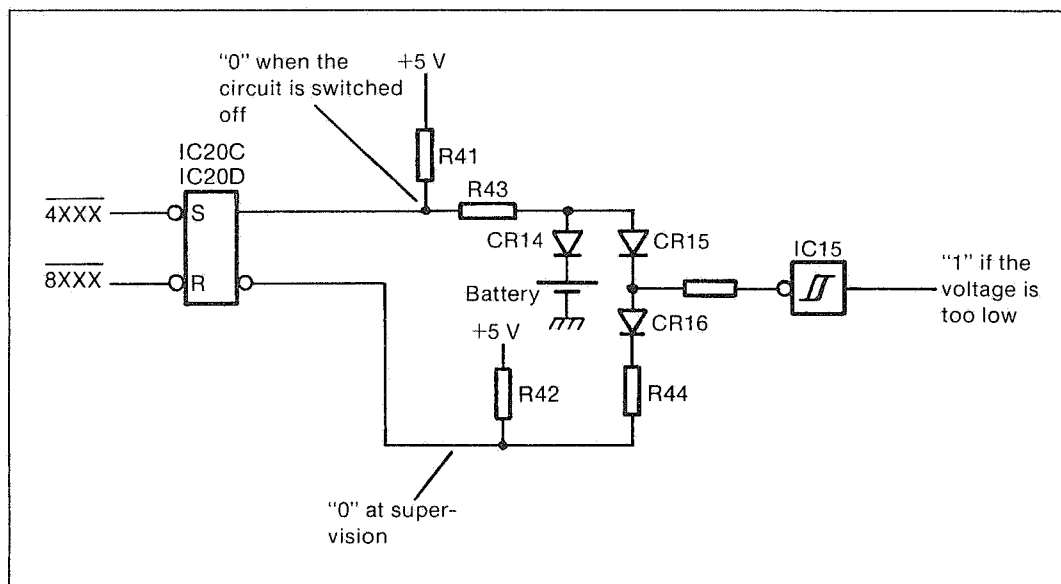 "0" when the
circuit is switched
off
+5 V
R41
IC20C
IC20D
R43
4XXX
S
CR14
CR15
IC15
8XXX
R
Battery
"1" if the
voltage is
too low
CR16
+5 V
R42
R44
"0" at super-
vision